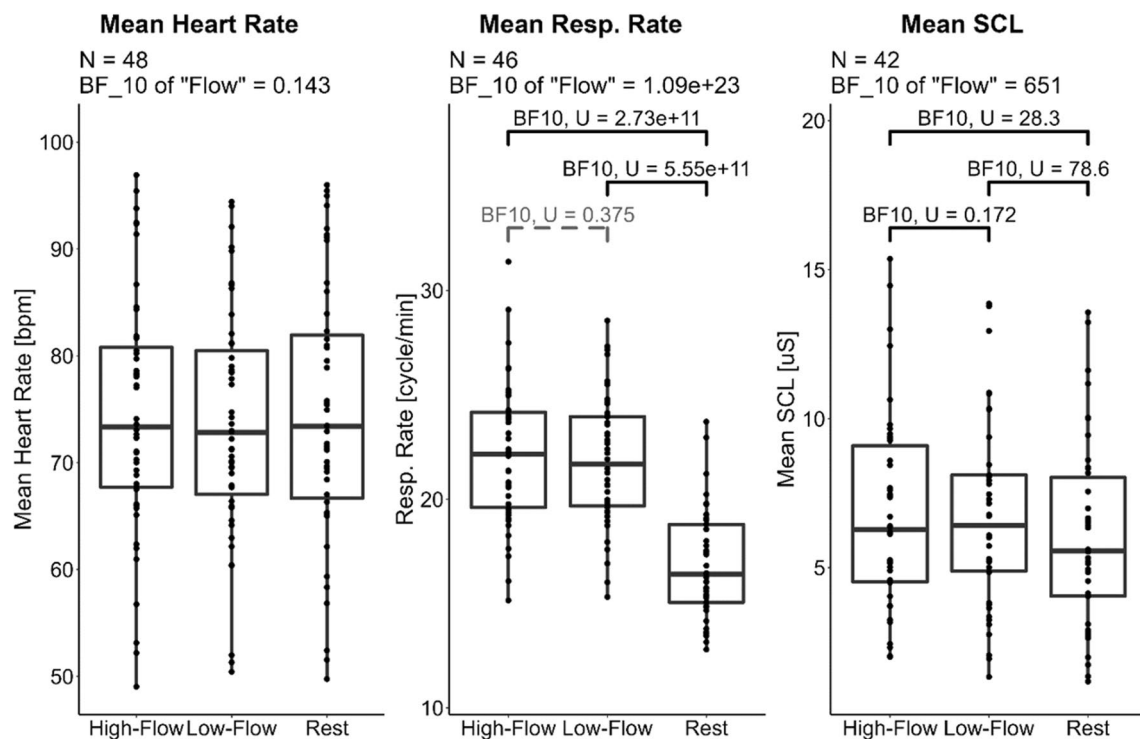 Mean Heart Rate
N = 48
BF_10 of "Flow" = 0.143
Mean Heart Rate [bpm]
100
90
80
70
60
50
High-Flow Low-Flow Rest
Mean Resp. Rate
N = 46
BF_10 of "Flow" = 1.09e+23
BF10, U = 2.73e+11
BF10, U = 5.55e+11
BF10, U = 0.375
Resp. Rate [cycle/min]
30
20
10
High-Flow Low-Flow Rest
Mean SCL
N = 42
BF_10 of "Flow" = 651
BF10, U = 28.3
BF10, U = 78.6
BF10, U = 0.172
Mean SCL [uS]
20
15
10
5
High-Flow Low-Flow Rest